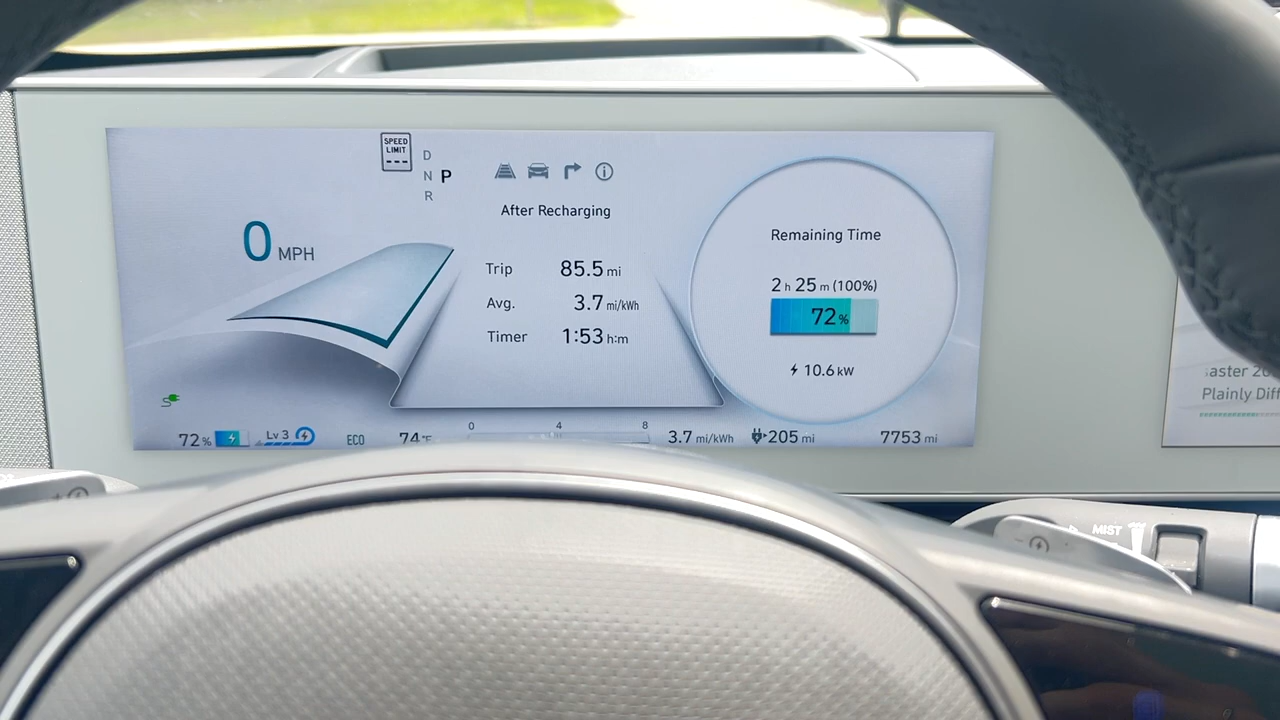 SPEED
LIMIT
D
N P
R
After Recharging
0 MPH
Trip 85.5 mi
Avg. 3.7 mi/kWh
Timer 1:53 h:m
Remaining Time
2 h 25 m (100%)
72%
10.6 kW
72% Lv 3 ECO 74°F 0 4 8 3.7 mi/kWh 205 mi 7753 mi
Plainly
MIST